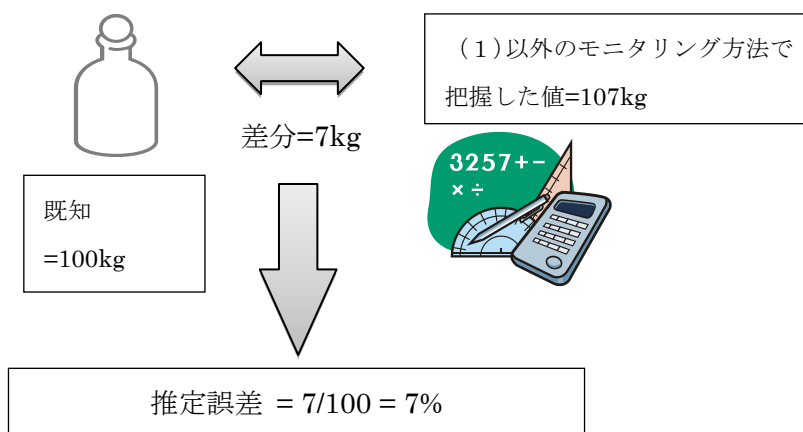 (1)以外のモニタリング方法で
把握した値=107kg
差分=7kg
3257+-
×÷
既知
=100kg
推定誤差 = 7/100 = 7%